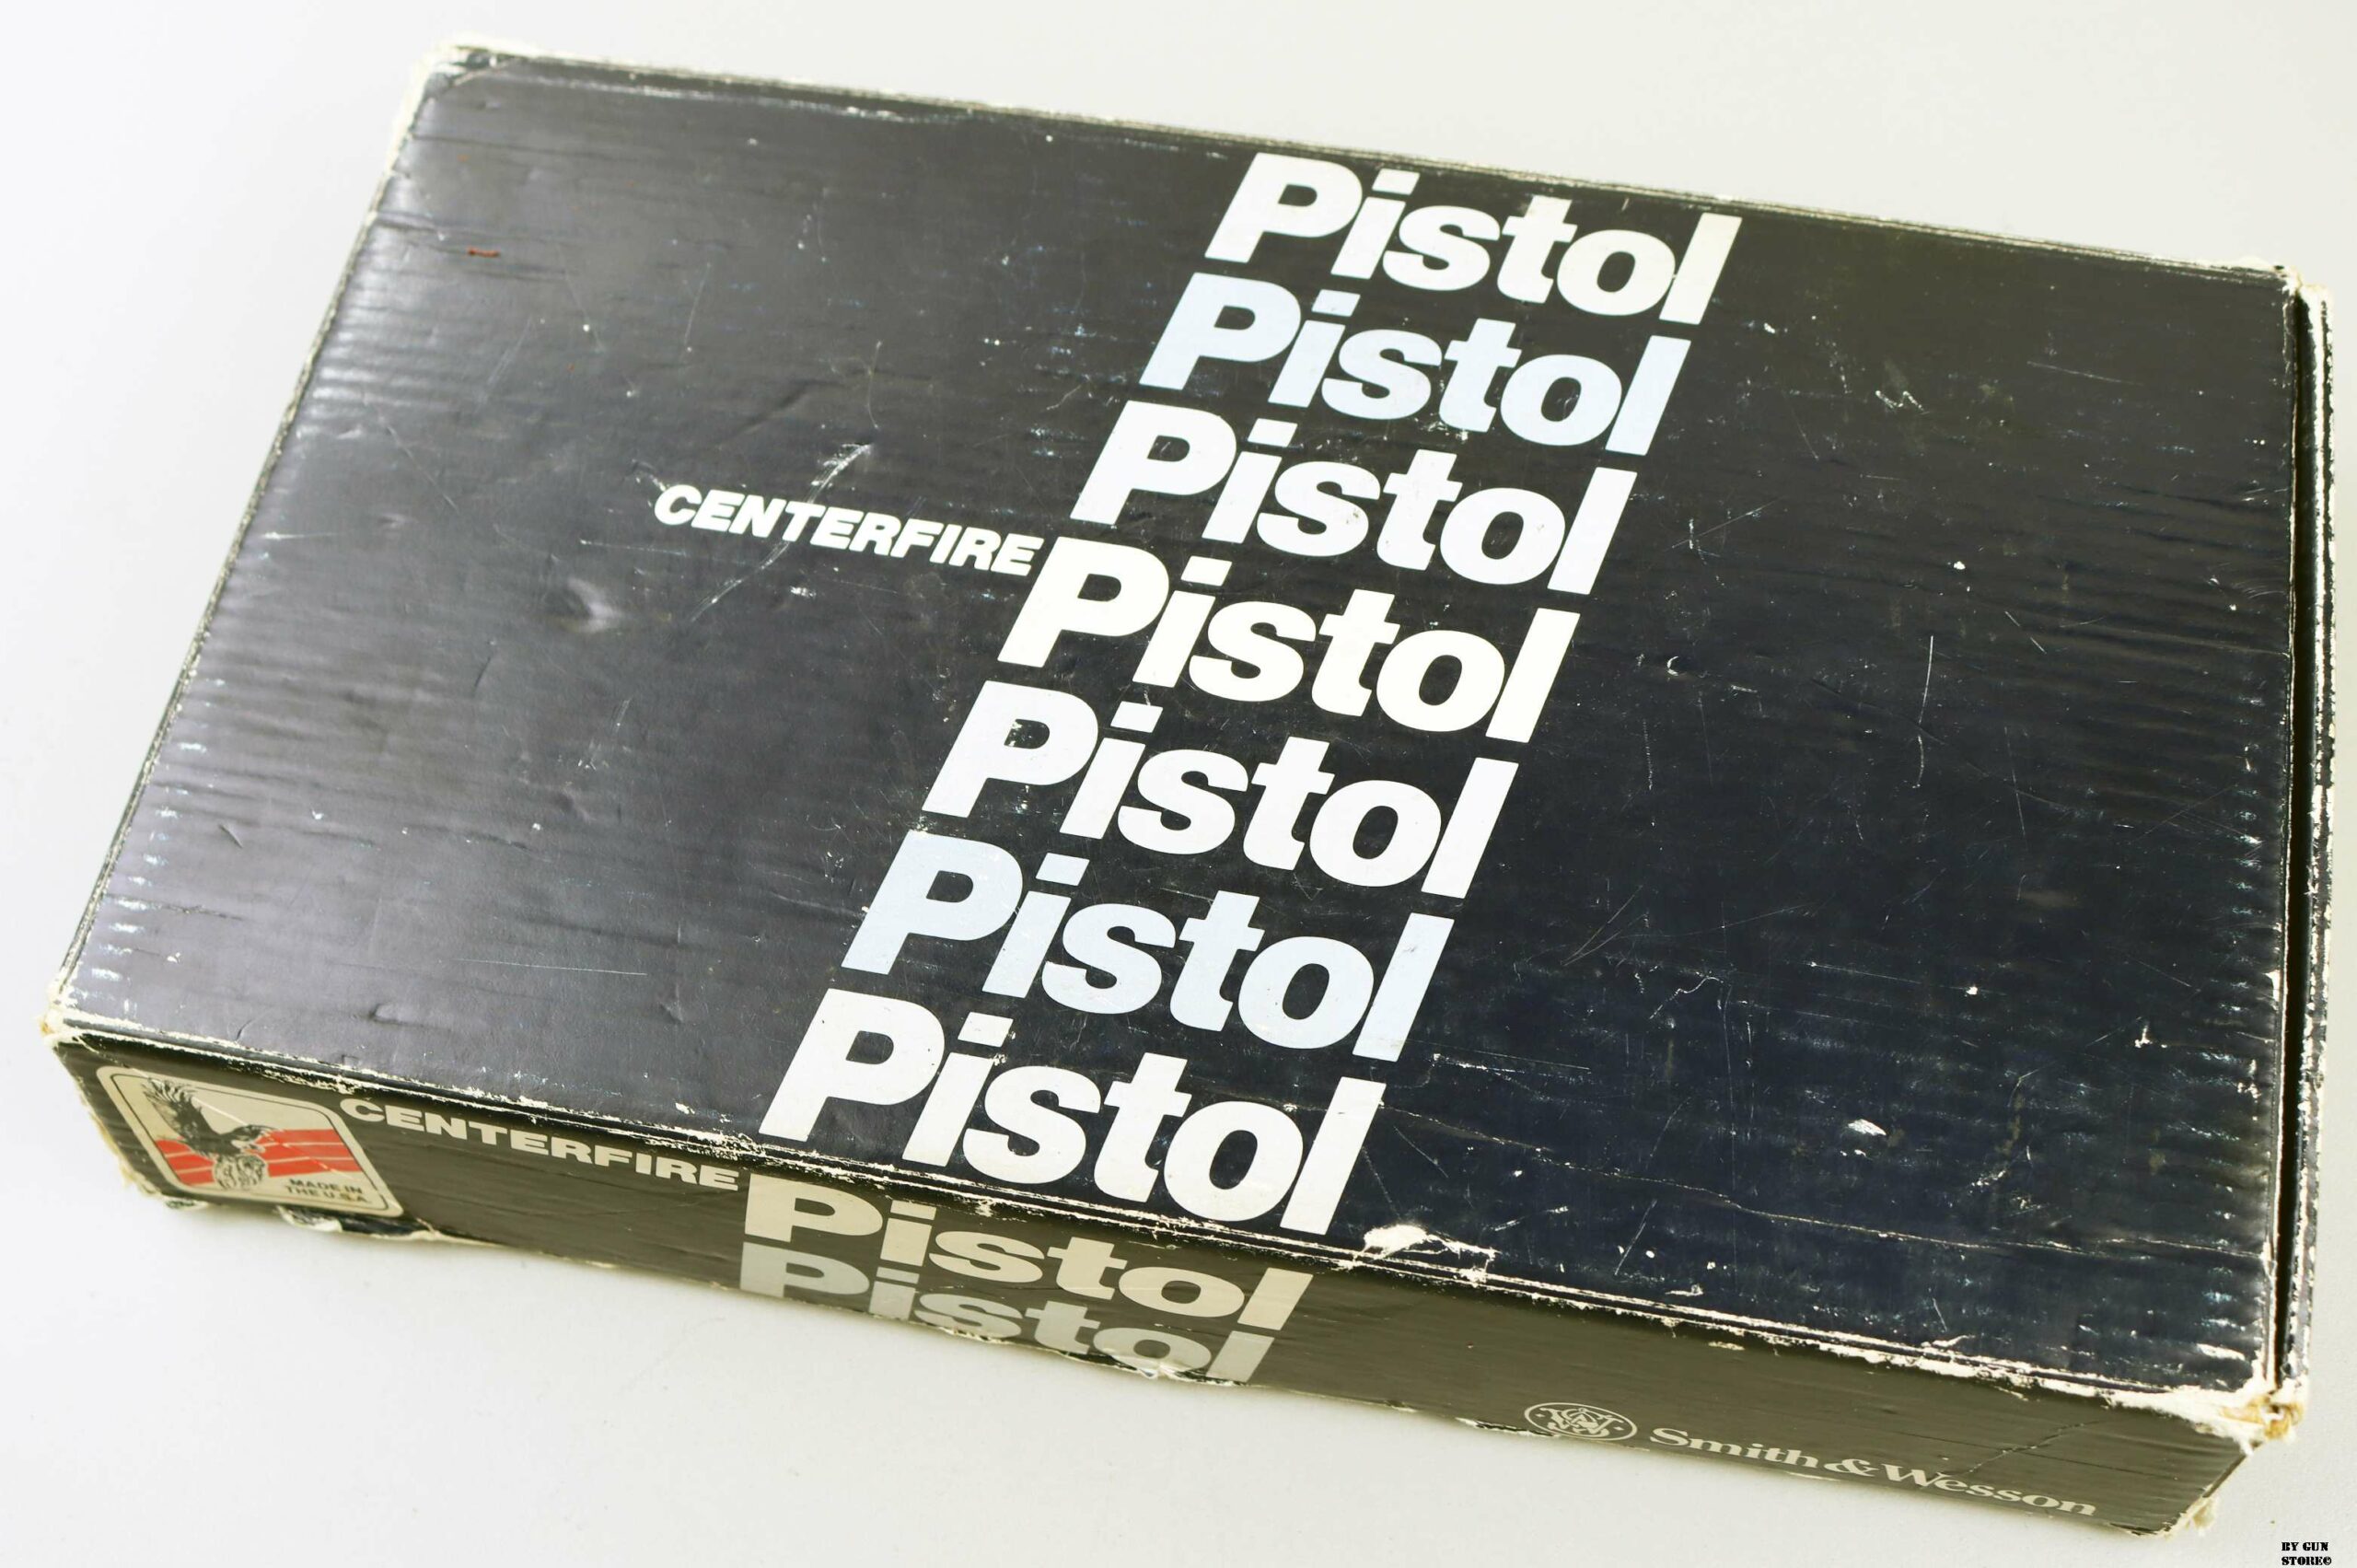 Pistol
Pistol
Pistol
CENTERFIRE Pistol
Pistol
Pistol
Pistol
MADE IN
THE U.S.A.
CENTERFIRE Pistol
Pistol
SW Smith & Wesson
BY GUN
STORE©